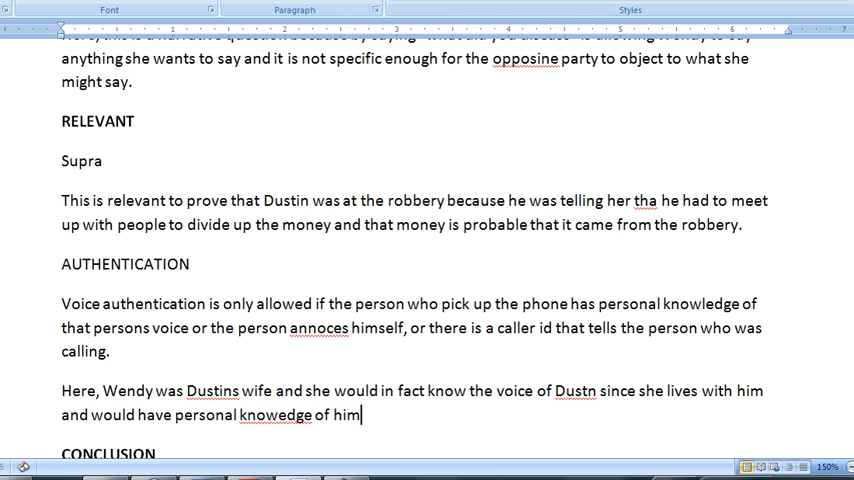 Font Paragraph Styles
1 2 3 4 5 6 7
anything she wants to say and it is not specific enough for the opposine party to object to what she
might say.
RELEVANT
Supra
This is relevant to prove that Dustin was at the robbery because he was telling her tha he had to meet
up with people to divide up the money and that money is probable that it came from the robbery.
AUTHENTICATION
Voice authentication is only allowed if the person who pick up the phone has personal knowledge of
that persons voice or the person annoces himself, or there is a caller id that tells the person who was
calling.
Here, Wendy was Dustins wife and she would in fact know the voice of Dustn since she lives with him
and would have personal knowedge of him
CONCLUSION
150%